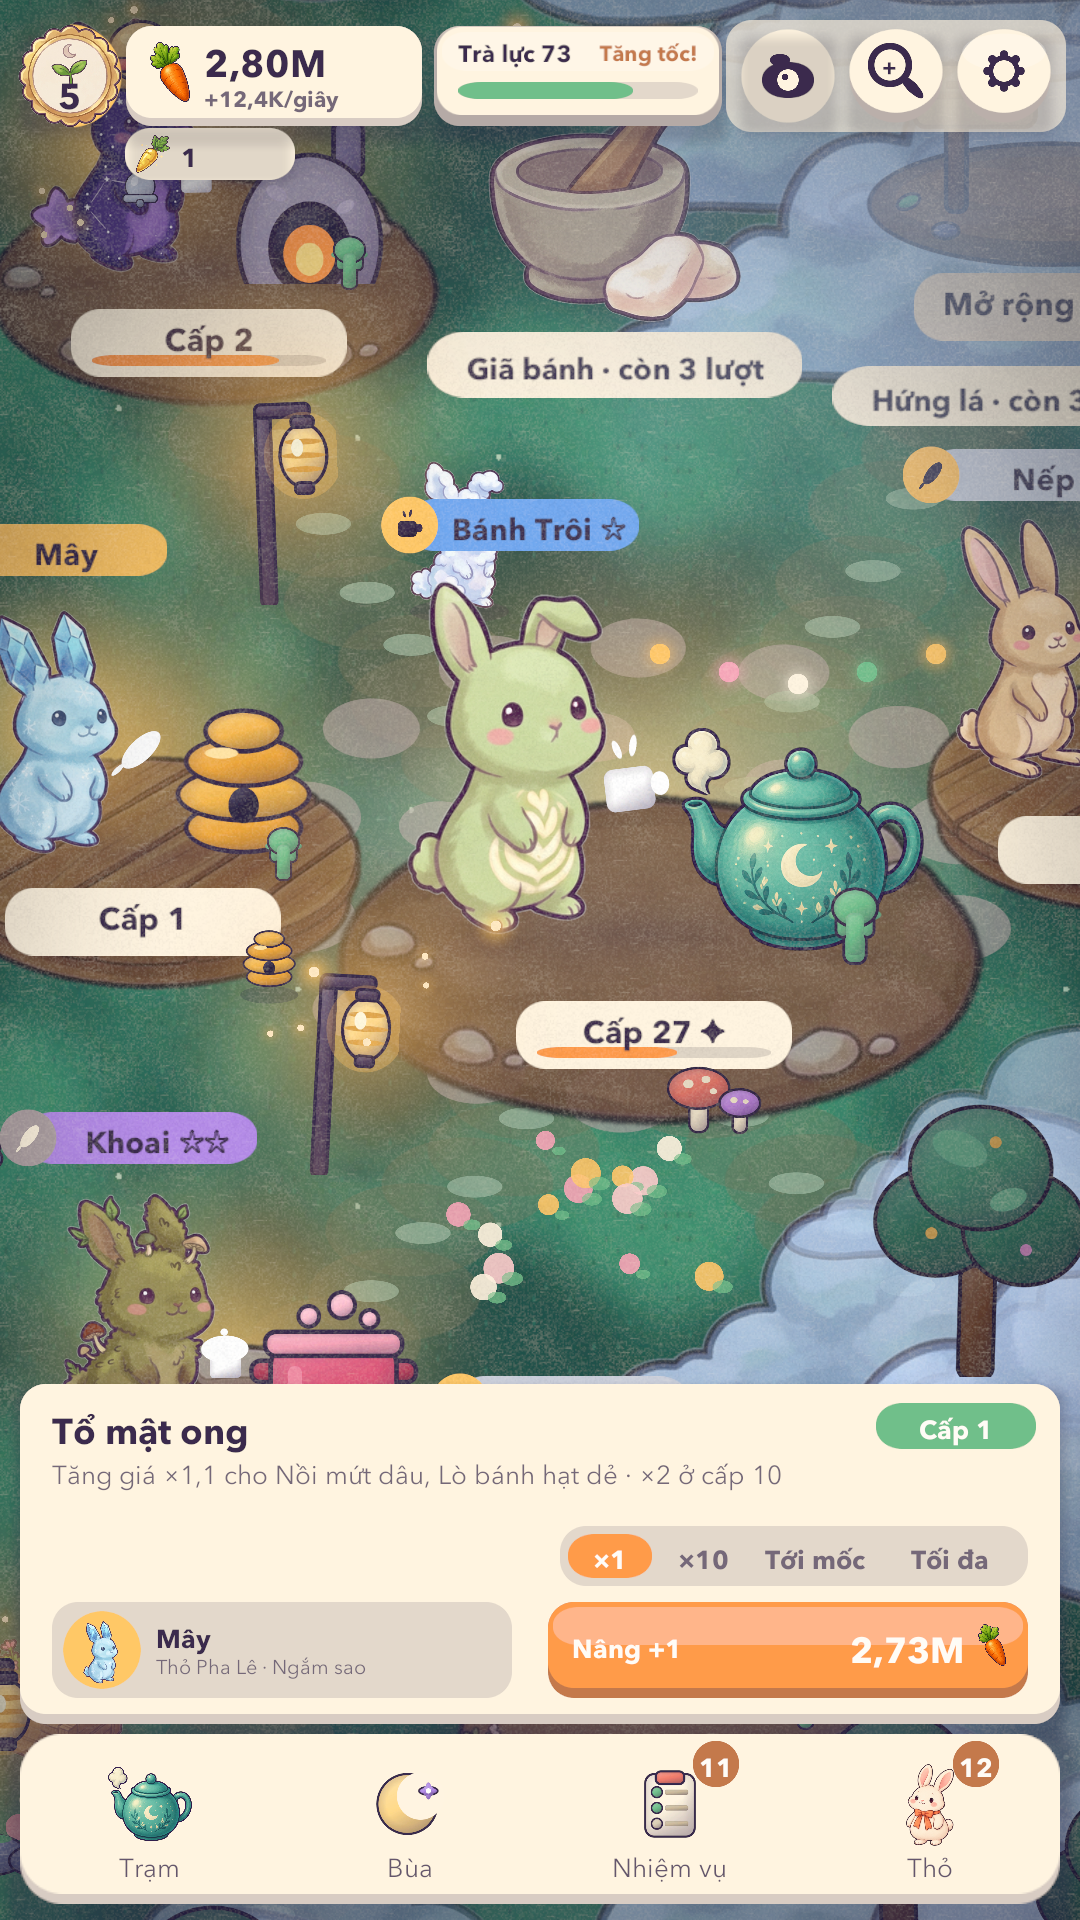 5
2,80M
+12,4K/giây
Trà lực 73
Tăng tốc!
1
Cấp 2
Giã bánh · còn 3 lượt
Mở rộng
Hứng lá · còn 3
Nếp
Bánh Trôi ☆
Mây
Cấp 1
Cấp 27 ✦
Khoai ☆☆
Tổ mật ong
Cấp 1
Tăng giá ×1,1 cho Nồi mứt dâu, Lò bánh hạt dẻ · ×2 ở cấp 10
×1
×10
Tới mốc
Tối đa
Mây
Thỏ Pha Lê · Ngắm sao
Nâng +1
2,73M
11
12
Trạm
Bùa
Nhiệm vụ
Thỏ